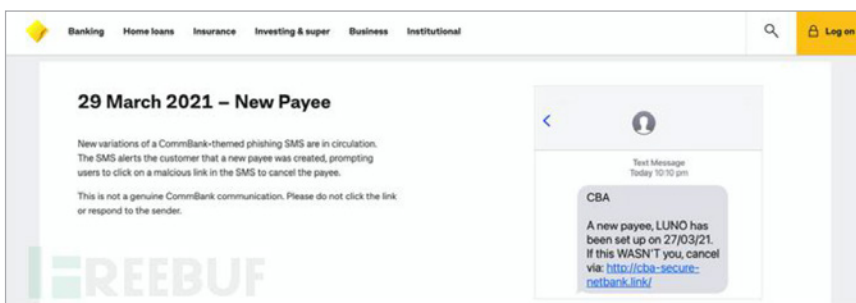 Banking Home loans Insurance Investing & super Business Institutional Log on
29 March 2021 – New Payee
New variations of a CommBank-themed phishing SMS are in circulation.
The SMS alerts the customer that a new payee was created, prompting
users to click on a malicious link in the SMS to cancel the payee.
This is not a genuine CommBank communication. Please do not click the link
or respond to the sender.
Text Message
Today 10:10 pm
CBA
A new payee, LUNO has
been set up on 27/03/21.
If this WASN'T you, cancel
via: http://cba-secure-
netbank.link/
FREEBUF